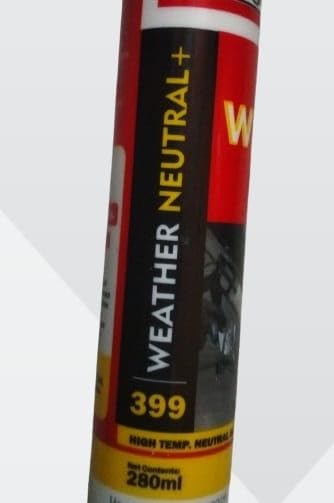 WEATHER NEUTRAL+
W
399
HIGH TEMP. NEUTRAL
Net Contents:
280ml